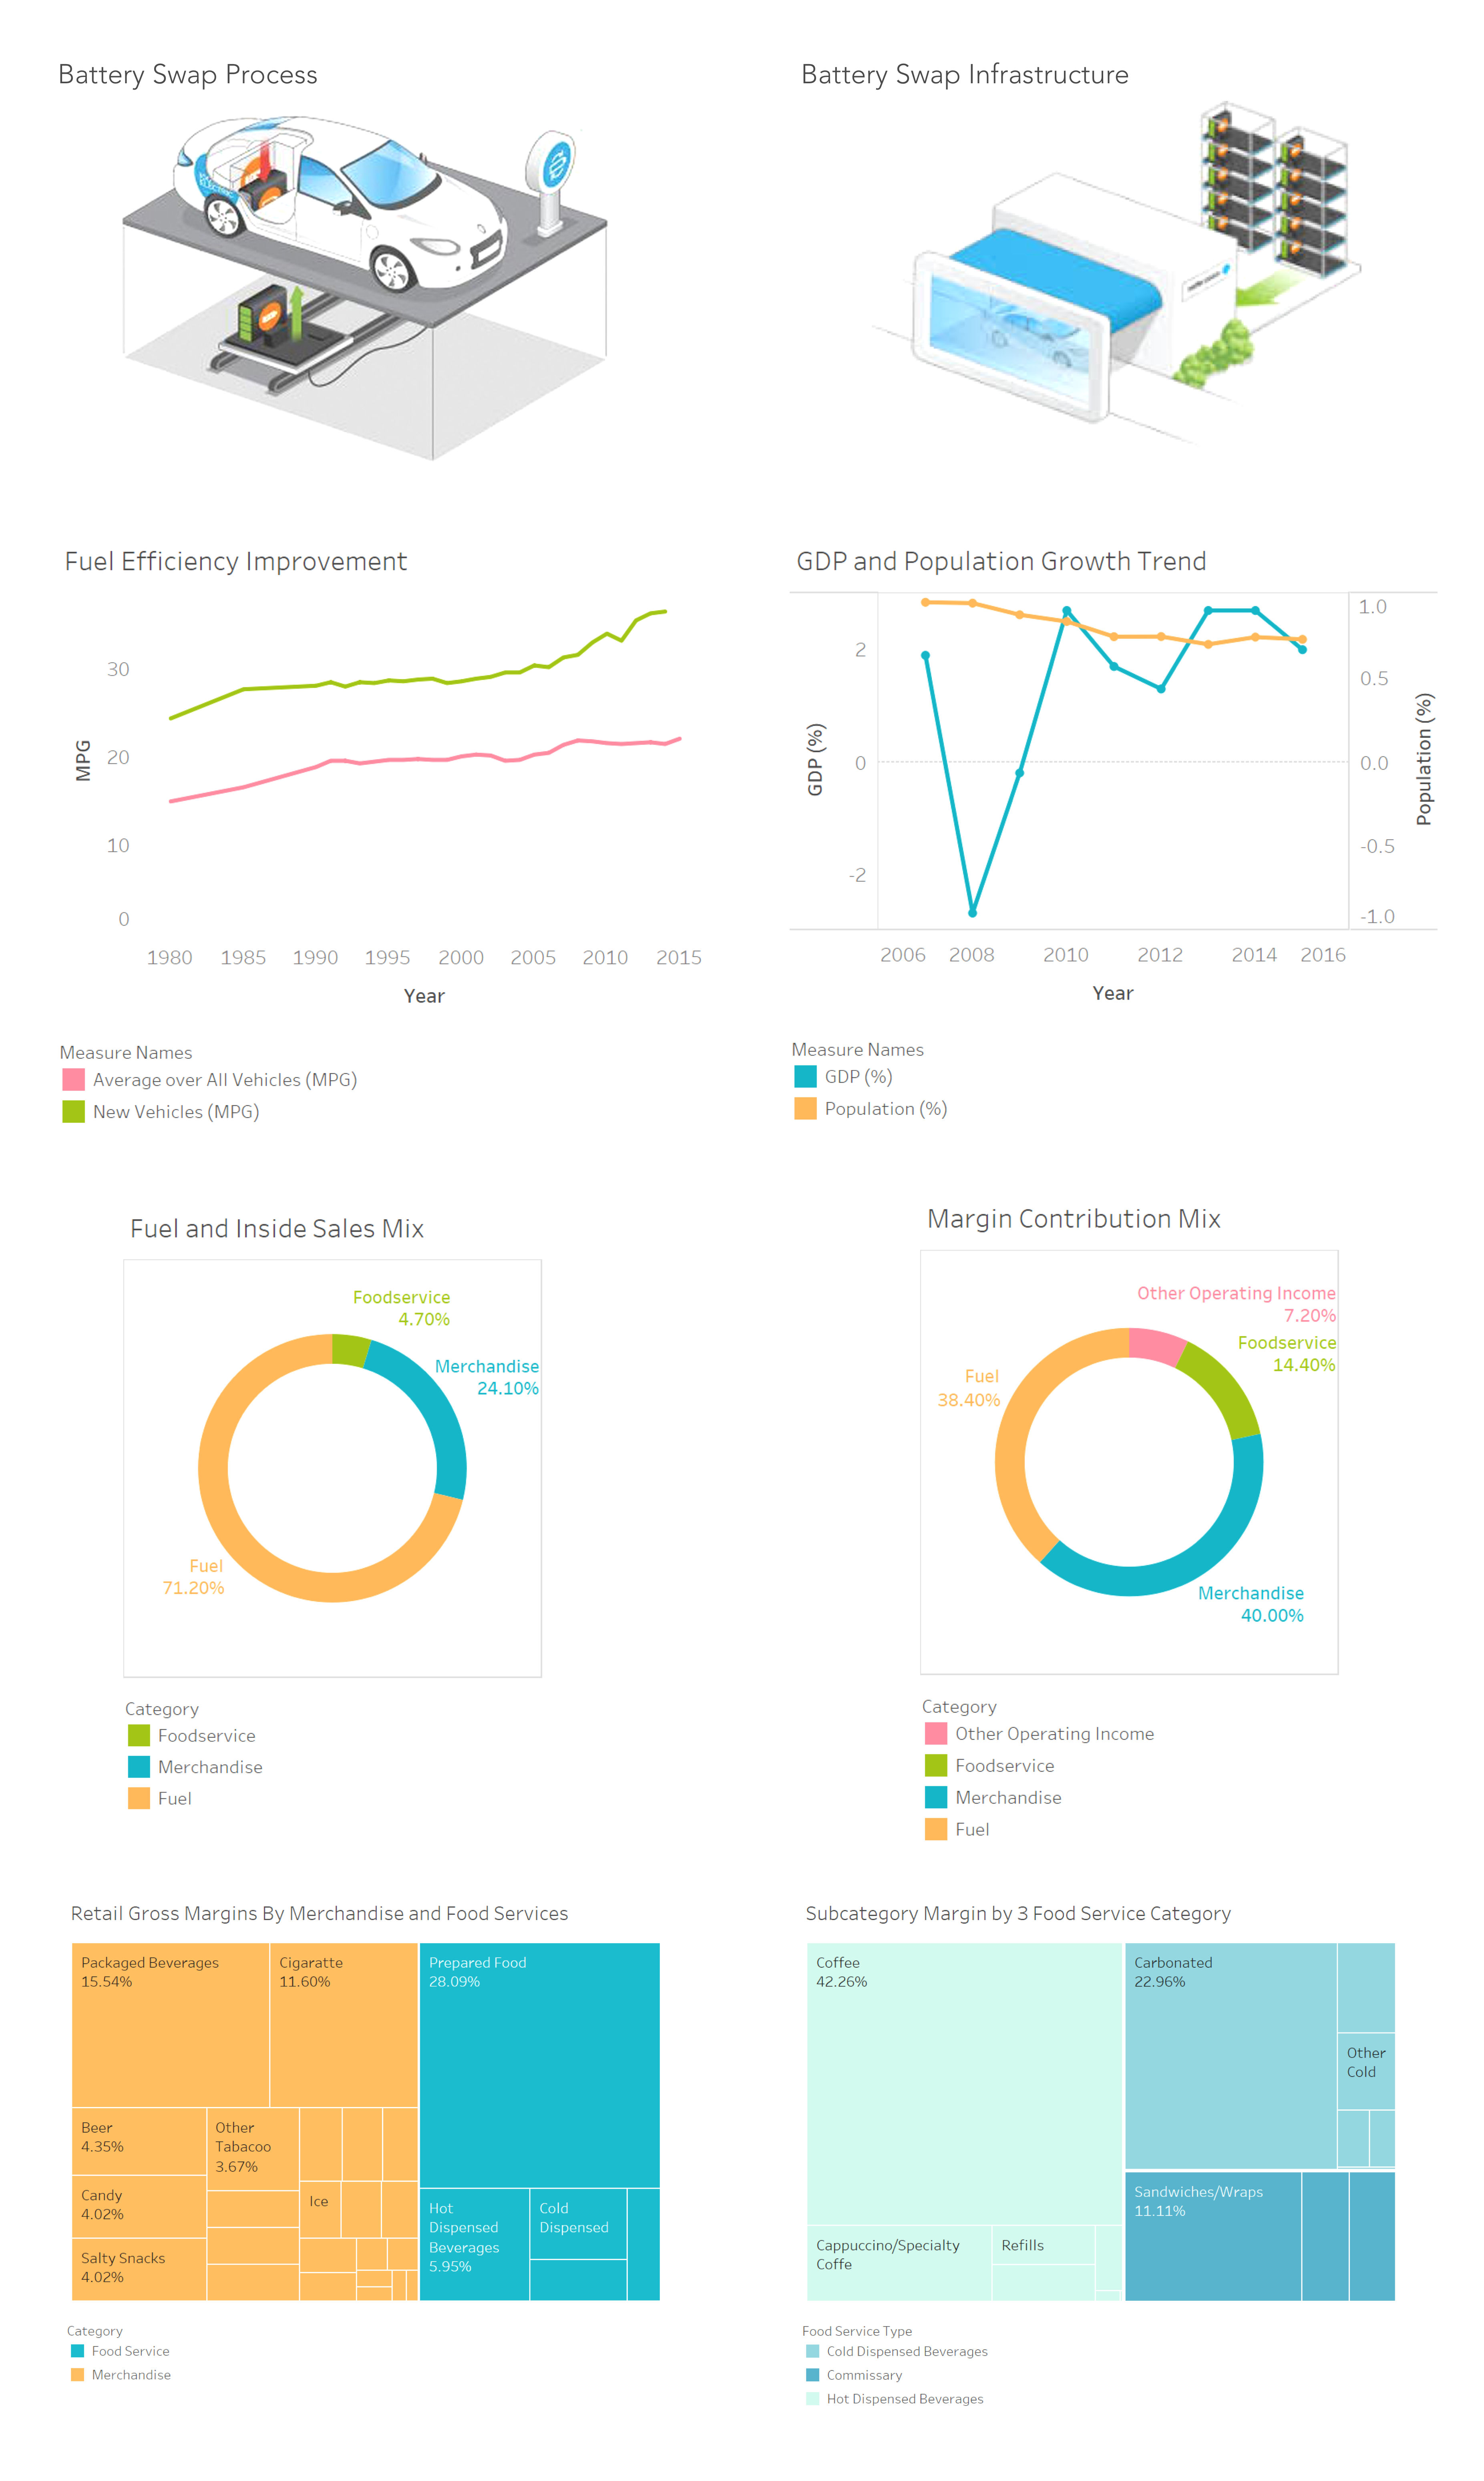 Battery Swap Process
Battery Swap Infrastructure
ELECTRIC
Fuel Efficiency Improvement
30
20
10
0
MPG
1980 1985 1990 1995 2000 2005 2010 2015
Year
Measure Names
Average over All Vehicles (MPG)
New Vehicles (MPG)
GDP and Population Growth Trend
2
0
-2
GDP (%)
1.0
0.5
0.0
-0.5
-1.0
Population (%)
2006 2008 2010 2012 2014 2016
Year
Measure Names
GDP (%)
Population (%)
Fuel and Inside Sales Mix
Foodservice
4.70%
Merchandise
24.10%
Fuel
71.20%
Category
Foodservice
Merchandise
Fuel
Margin Contribution Mix
Other Operating Income
7.20%
Foodservice
14.40%
Fuel
38.40%
Merchandise
40.00%
Category
Other Operating Income
Foodservice
Merchandise
Fuel
Retail Gross Margins By Merchandise and Food Services
Packaged Beverages
15.54%
Cigaratte
11.60%
Prepared Food
28.09%
Beer
4.35%
Other
Tabacoo
3.67%
Candy
4.02%
Ice
Salty Snacks
4.02%
Hot
Dispensed
Beverages
5.95%
Cold
Dispensed
Category
Food Service
Merchandise
Subcategory Margin by 3 Food Service Category
Coffee
42.26%
Carbonated
22.96%
Other
Cold
Sandwiches/Wraps
11.11%
Cappuccino/Specialty
Coffe
Refills
Food Service Type
Cold Dispensed Beverages
Commissary
Hot Dispensed Beverages